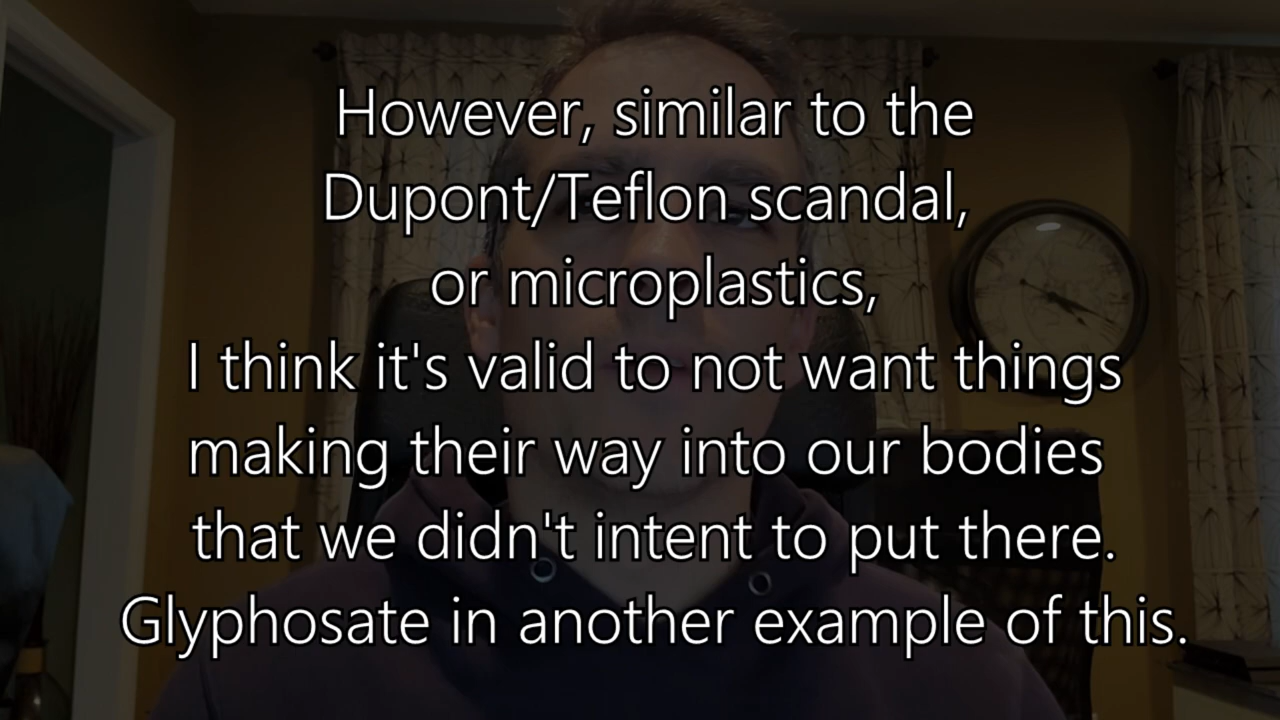 However, similar to the
Dupont/Teflon scandal,
or microplastics,
I think it's valid to not want things
making their way into our bodies
that we didn't intent to put there.
Glyphosate in another example of this.